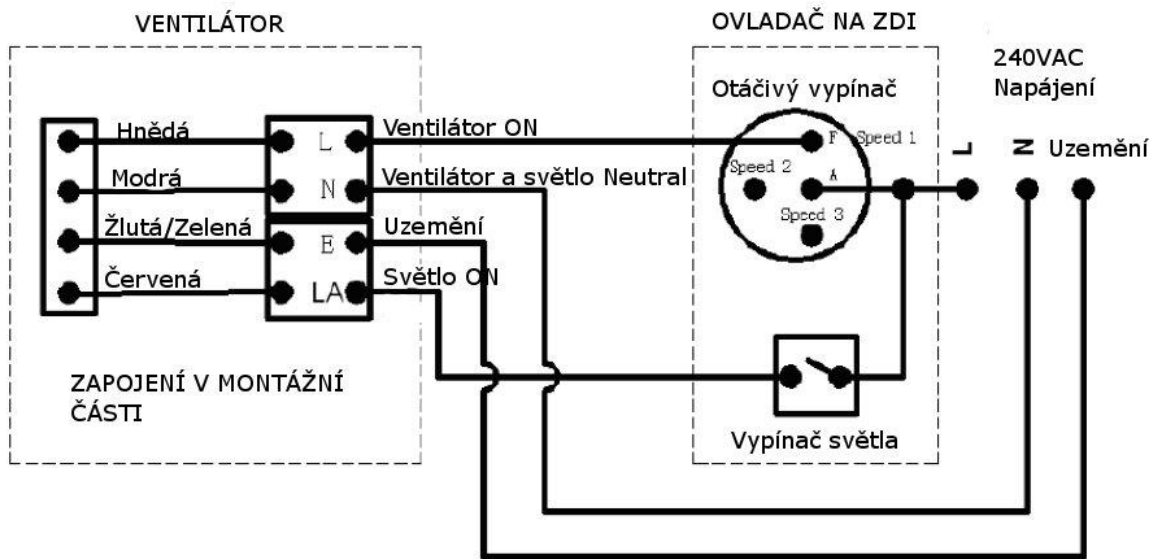 VENTILÁTOR
Hnědá
Modrá
Žlutá/Zelená
Červená
L
N
E
LA
Ventilátor ON
Ventilátor a světlo Neutral
Uzemění
Světlo ON
ZAPOJENÍ V MONTÁŽNÍ
ČÁSTI
OVLADAČ NA ZDI
Otáčivý vypínač
F Speed 1
Speed 2
A
Speed 3
Vypínač světla
240VAC
Napájení
L
N
Uzemění